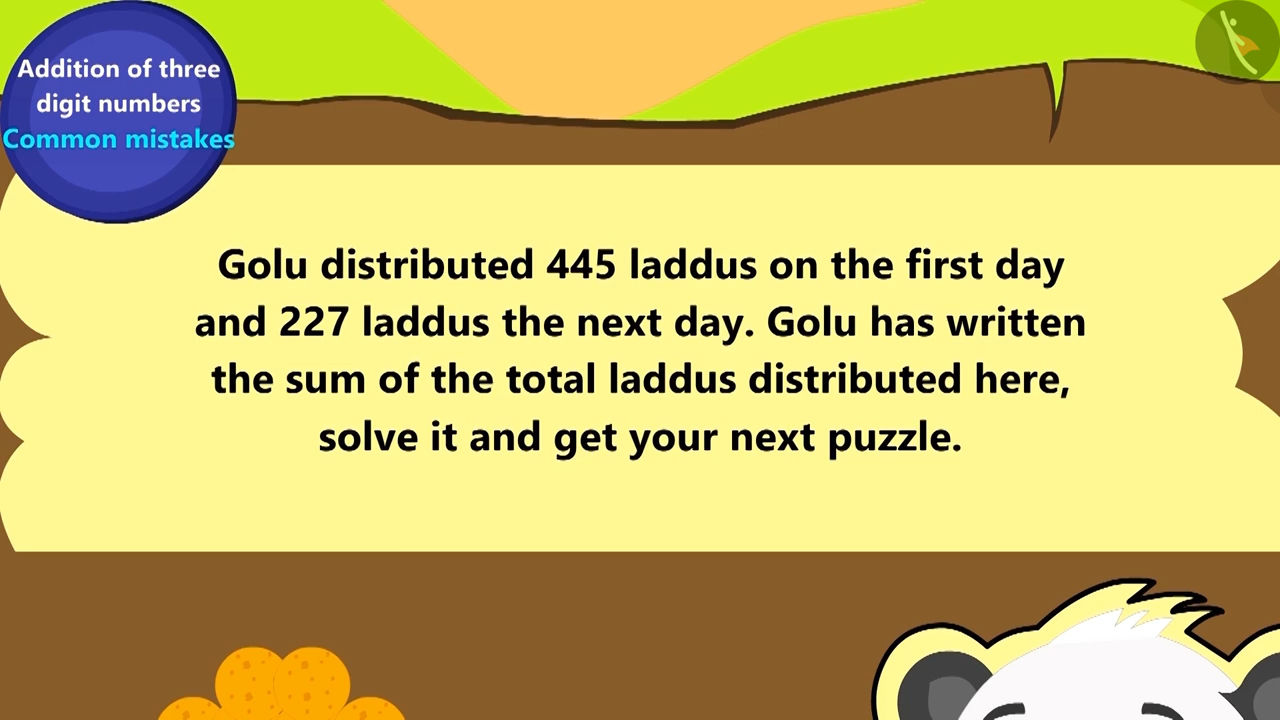 Addition of three
digit numbers
Common mistakes
Golu distributed 445 laddus on the first day
and 227 laddus the next day. Golu has written
the sum of the total laddus distributed here,
solve it and get your next puzzle.